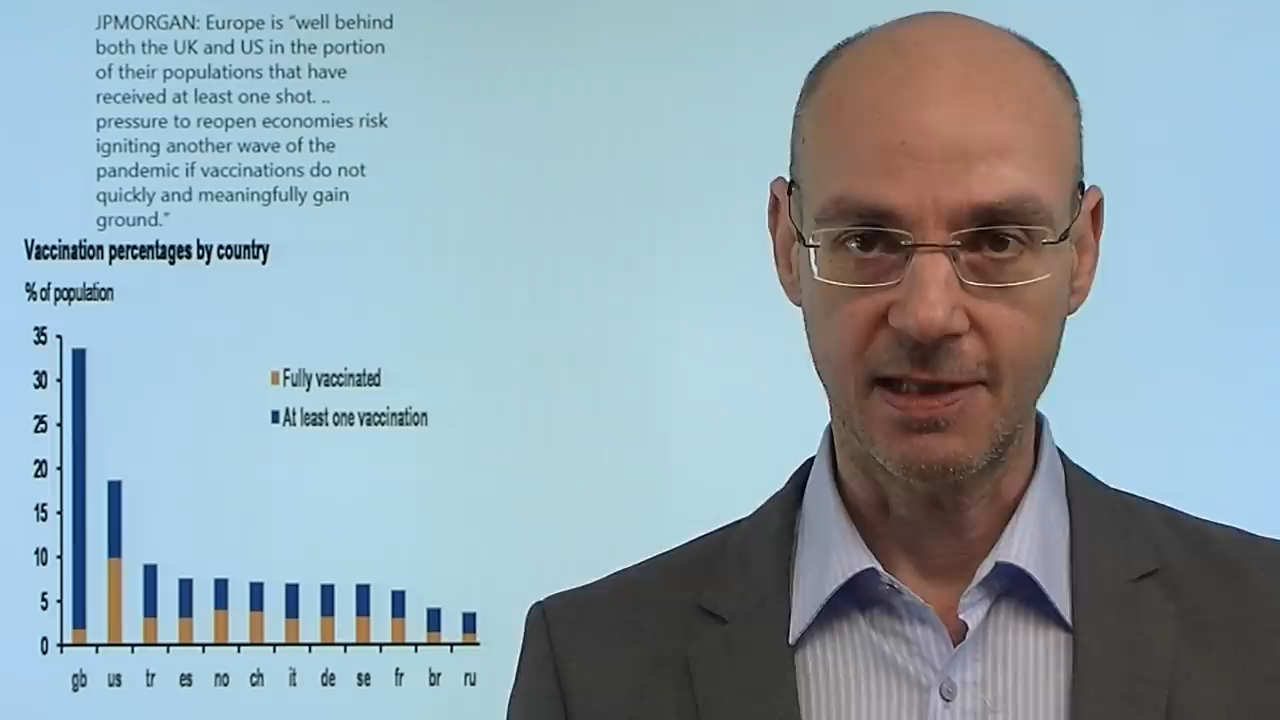 JPMORGAN: Europe is “well behind
both the UK and US in the portion
of their populations that have
received at least one shot. ..
pressure to reopen economies risk
igniting another wave of the
pandemic if vaccinations do not
quickly and meaningfully gain
ground.”
Vaccination percentages by country
% of population
35
30
25
20
15
10
5
0
Fully vaccinated
At least one vaccination
gb us tr es no ch it de se fr br ru